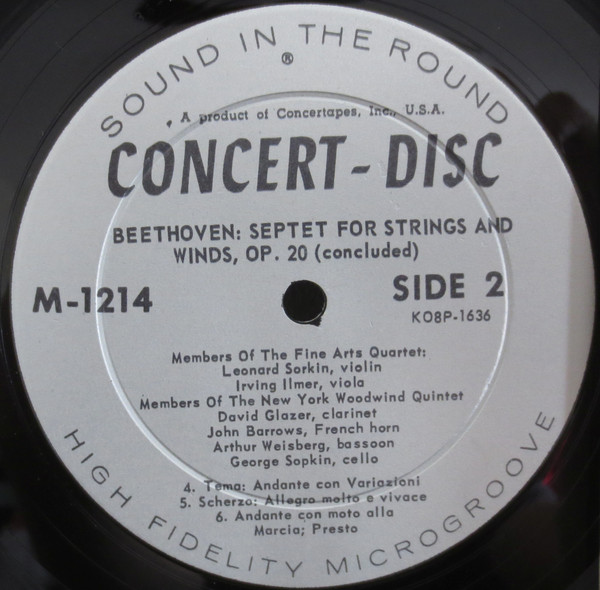 SOUND IN THE ROUND
®
A product of Concertapes, Inc., U.S.A.
CONCERT-DISC
BEETHOVEN: SEPTET FOR STRINGS AND
WINDS, OP. 20 (concluded)
M-1214
SIDE 2
KO8P-1636
Members Of The Fine Arts Quartet:
Leonard Sorkin, violin
Irving Ilmer, viola
Members Of The New York Woodwind Quintet
David Glazer, clarinet
John Barrows, French horn
Arthur Weisberg, bassoon
George Sopkin, cello
4. Tema: Andante con Variazioni
5. Scherzo: Allegro molto e vivace
6. Andante con moto alla
Marcia; Presto
HIGH FIDELITY MICROGROOVE